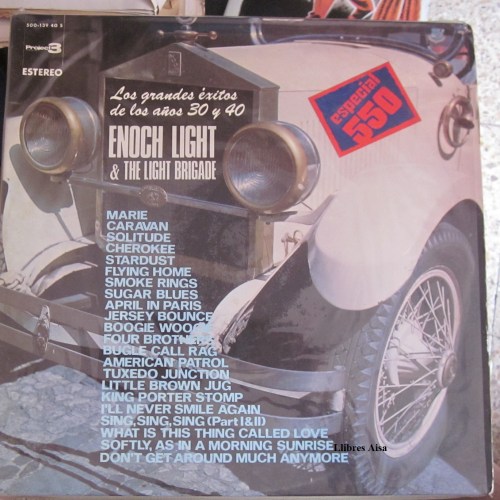 200-135 40 S
Project 3
ESTEREO
Los grandes éxitos
de los años 30 y 40
ENOCH LIGHT
& THE LIGHT BRIGADE
especial
550
MARIE
CARAVAN
SOLITUDE
CHEROKEE
STARDUST
FLYING HOME
SMOKE RINGS
SUGAR BLUES
APRIL IN PARIS
JERSEY BOUNCE
BOOGIE WOOGIE
FOUR BROTHERS
BUGLE CALL RAG
AMERICAN PATROL
TUXEDO JUNCTION
LITTLE BROWN JUG
KING PORTER STOMP
I'LL NEVER SMILE AGAIN
SING, SING, SING (Part I & II)
WHAT IS THIS THING CALLED LOVE
SOFTLY, AS IN A MORNING SUNRISE
Llibres Aisa
DON'T GET AROUND MUCH ANYMORE